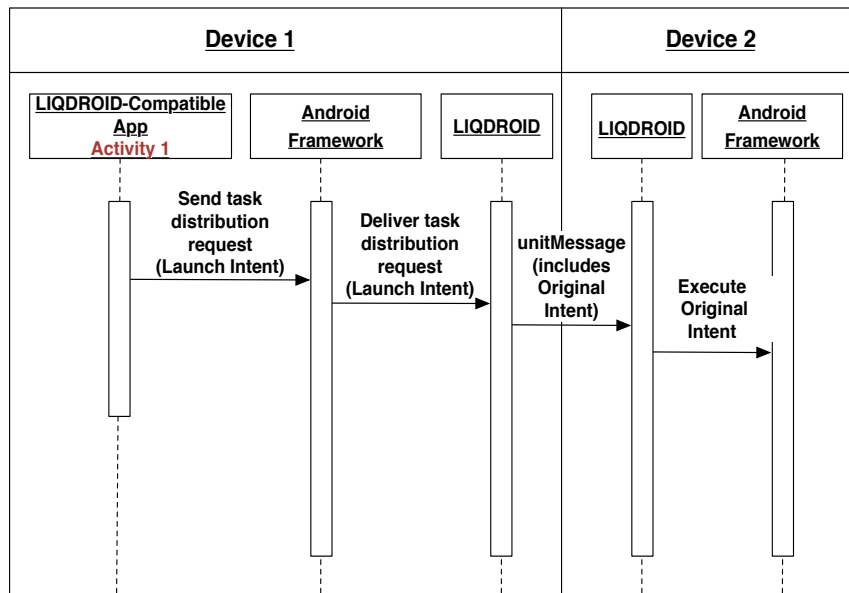 Device 1
Device 2
LIQDROID-Compatible
App
Activity 1
Android
Framework
LIQDROID
LIQDROID
Android
Framework
Send task
distribution
request
(Launch Intent)
Deliver task
distribution
request
(Launch Intent)
unitMessage
(includes
Original
Intent)
Execute
Original
Intent